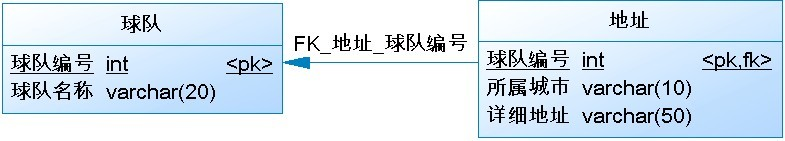 球队
球队编号 int <pk>
球队名称 varchar(20)
FK_地址_球队编号
地址
球队编号 int <pk,fk>
所属城市 varchar(10)
详细地址 varchar(50)